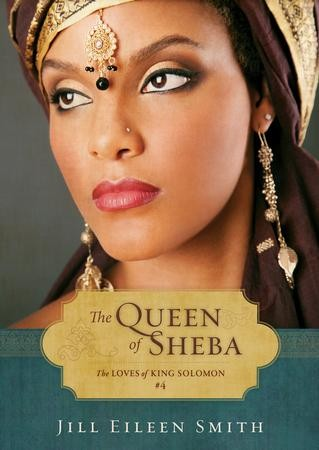 The QUEEN
of SHEBA
The LOVES of KING SOLOMON
#4
JILL EILEEN SMITH